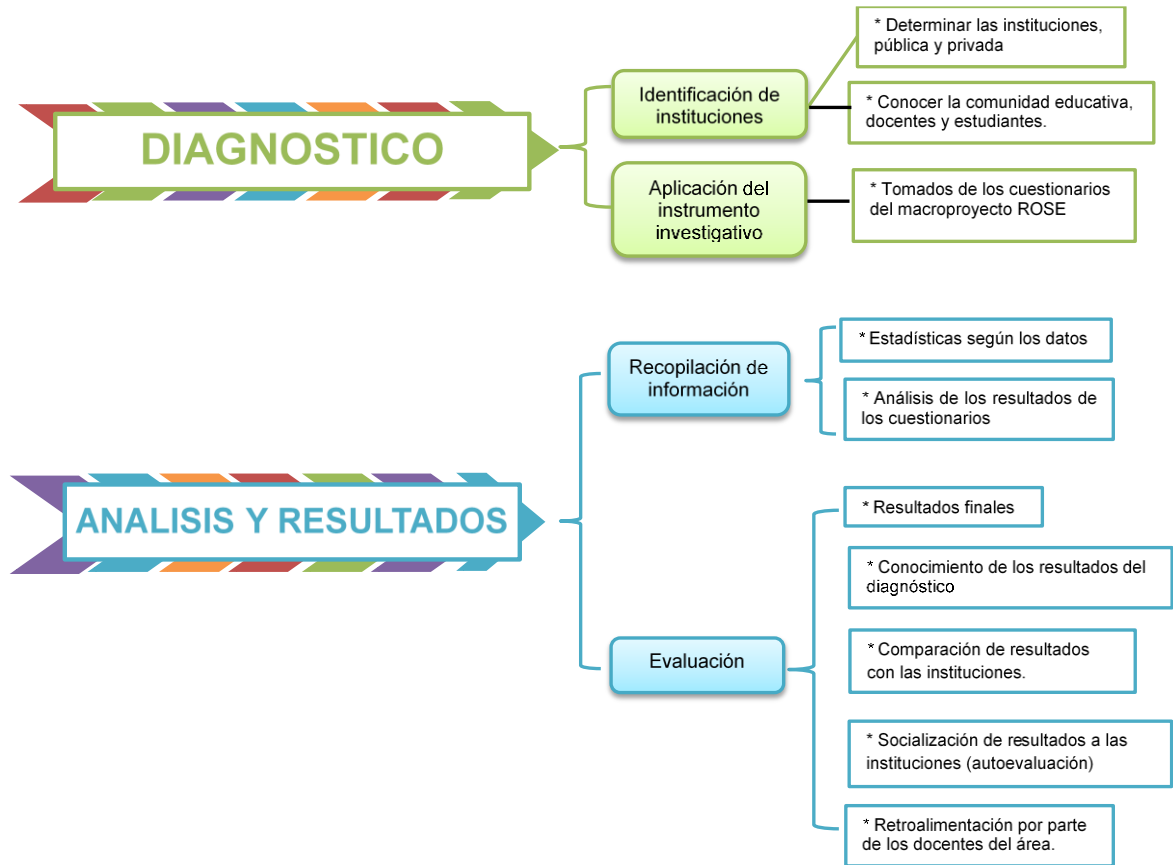 DIAGNOSTICO
Identificación de
instituciones
* Determinar las instituciones,
pública y privada
* Conocer la comunidad educativa,
docentes y estudiantes.
Aplicación del
instrumento
investigativo
* Tomados de los cuestionarios
del macroproyecto ROSE
ANALISIS Y RESULTADOS
Recopilación de
información
* Estadísticas según los datos
* Análisis de los resultados de
los cuestionarios
Evaluación
* Resultados finales
* Conocimiento de los resultados del
diagnóstico
* Comparación de resultados
con las instituciones.
* Socialización de resultados a las
instituciones (autoevaluación)
* Retroalimentación por parte
de los docentes del área.